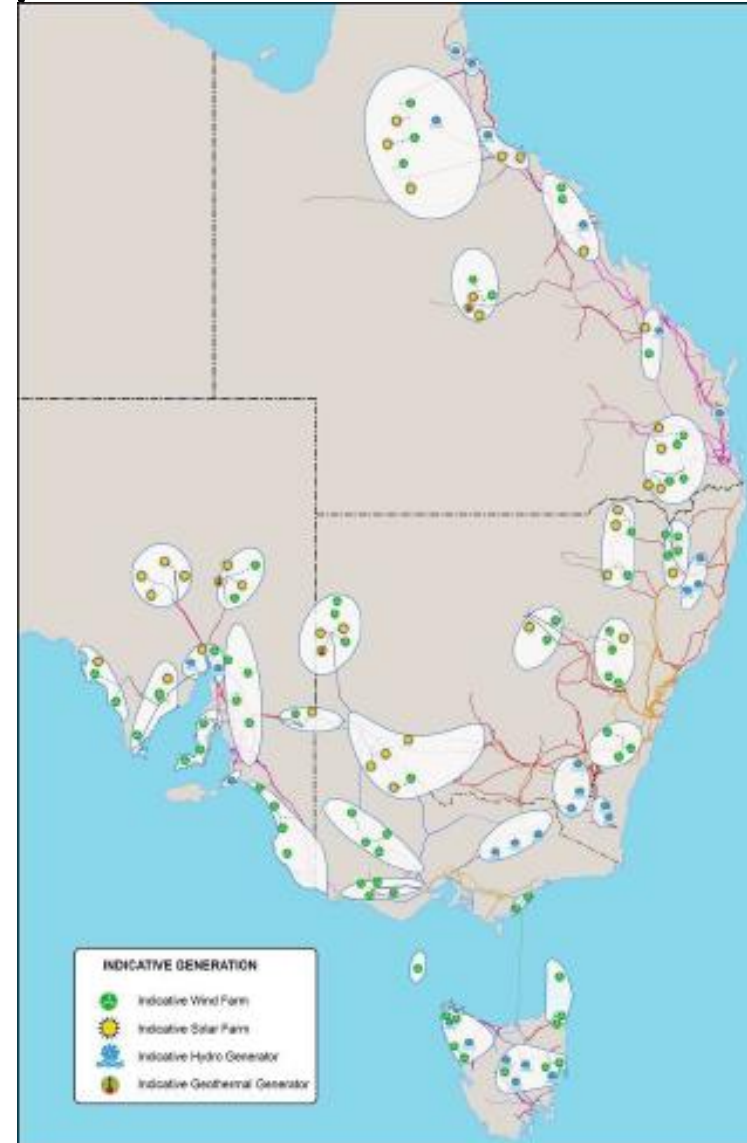 INDICATIVE GENERATION
Indicative Wind Farm
Indicative Solar Farm
Indicative Hydro Generator
Indicative Geothermal Generator